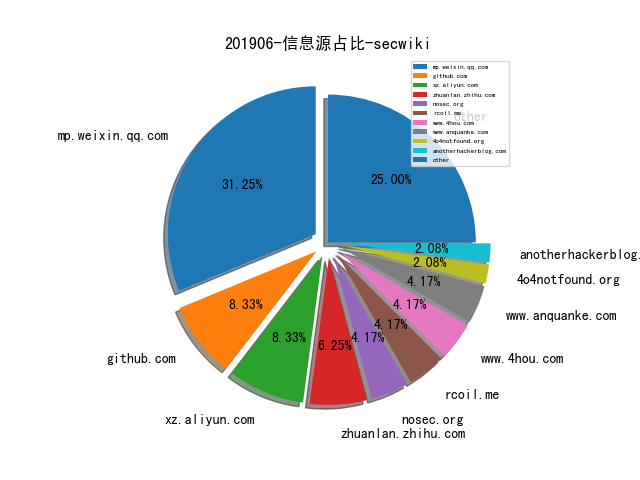 201906-信息源占比-secwiki
mp.weixin.qq.com
github.com
xz.aliyun.com
zhuanlan.zhihu.com
nosec.org
rcoil.me
www.4hou.com
www.anquanke.com
4o4notfound.org
anotherhackerblog.com
other
other
mp.weixin.qq.com
31.25%
25.00%
2.08%
anotherhackerblog.
2.08%
4o4notfound.org
4.17%
www.anquanke.com
4.17%
www.4hou.com
4.17%
rcoil.me
4.17%
nosec.org
6.25%
zhuanlan.zhihu.com
8.33%
xz.aliyun.com
8.33%
github.com